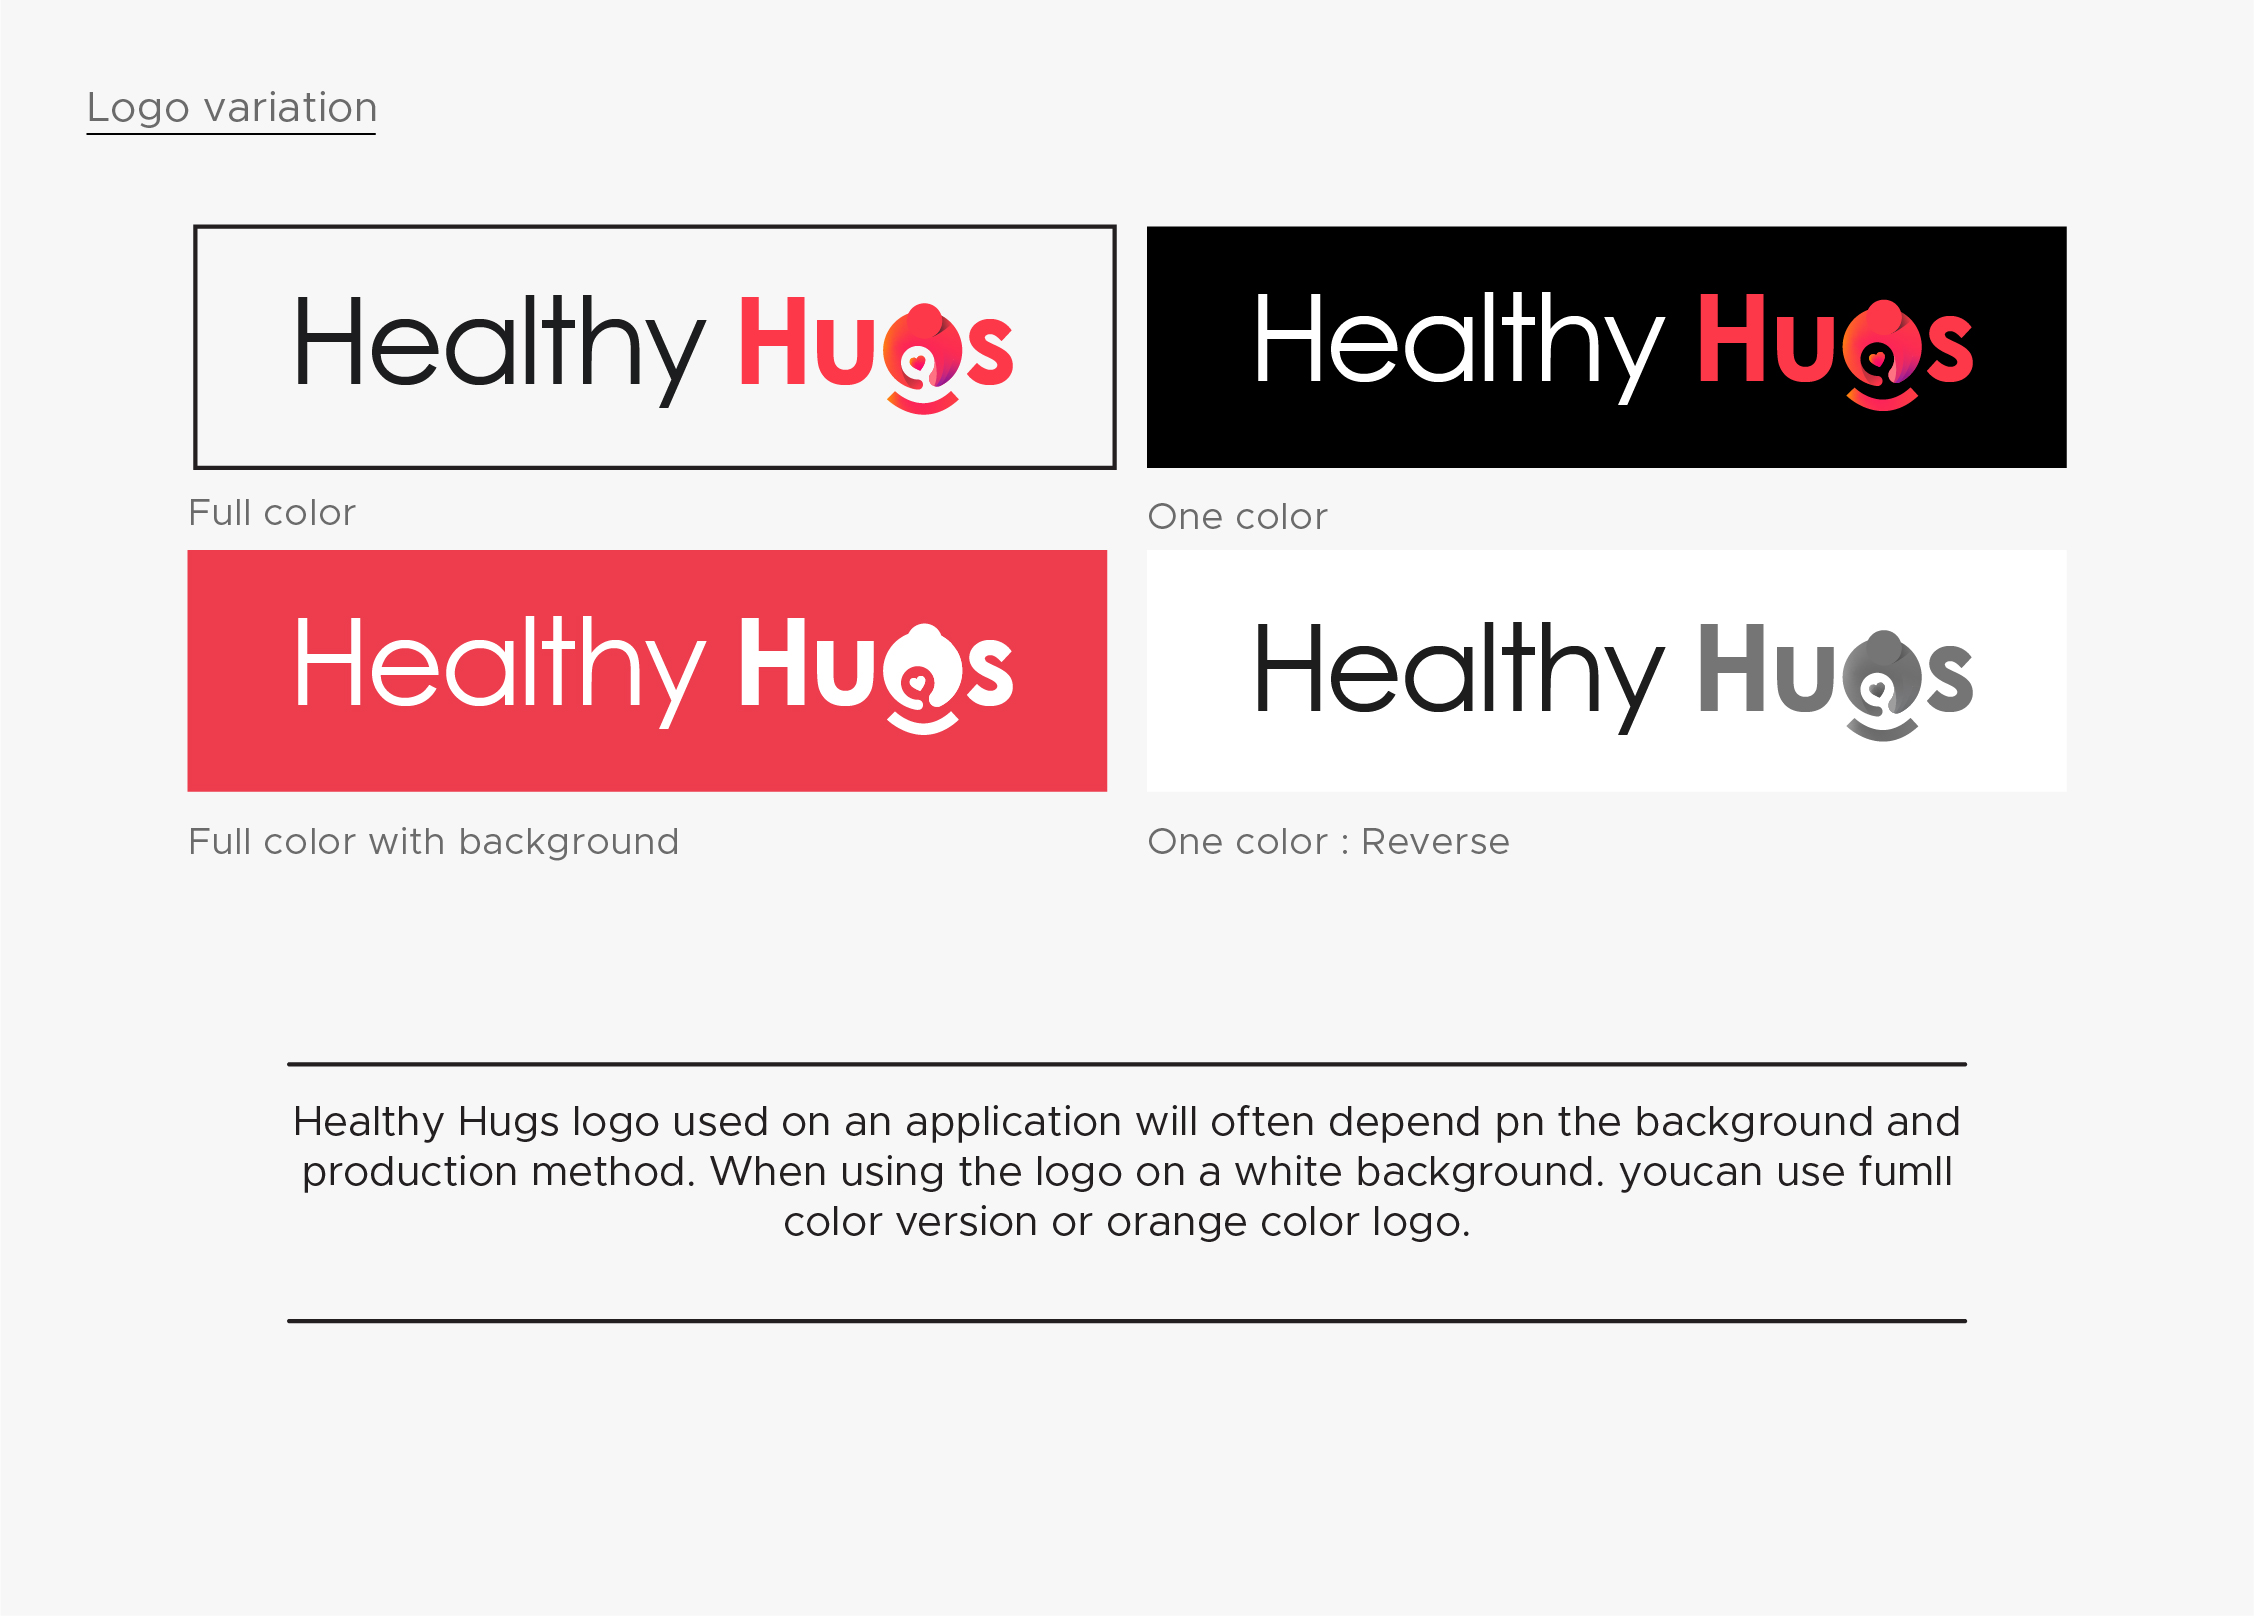 Logo variation
Healthy Hugs
Healthy Hugs
Full color
One color
Healthy Hugs
Healthy Hugs
Full color with background
One color : Reverse
Healthy Hugs logo used on an application will often depend pn the background and
production method. When using the logo on a white background. youcan use fumll
color version or orange color logo.